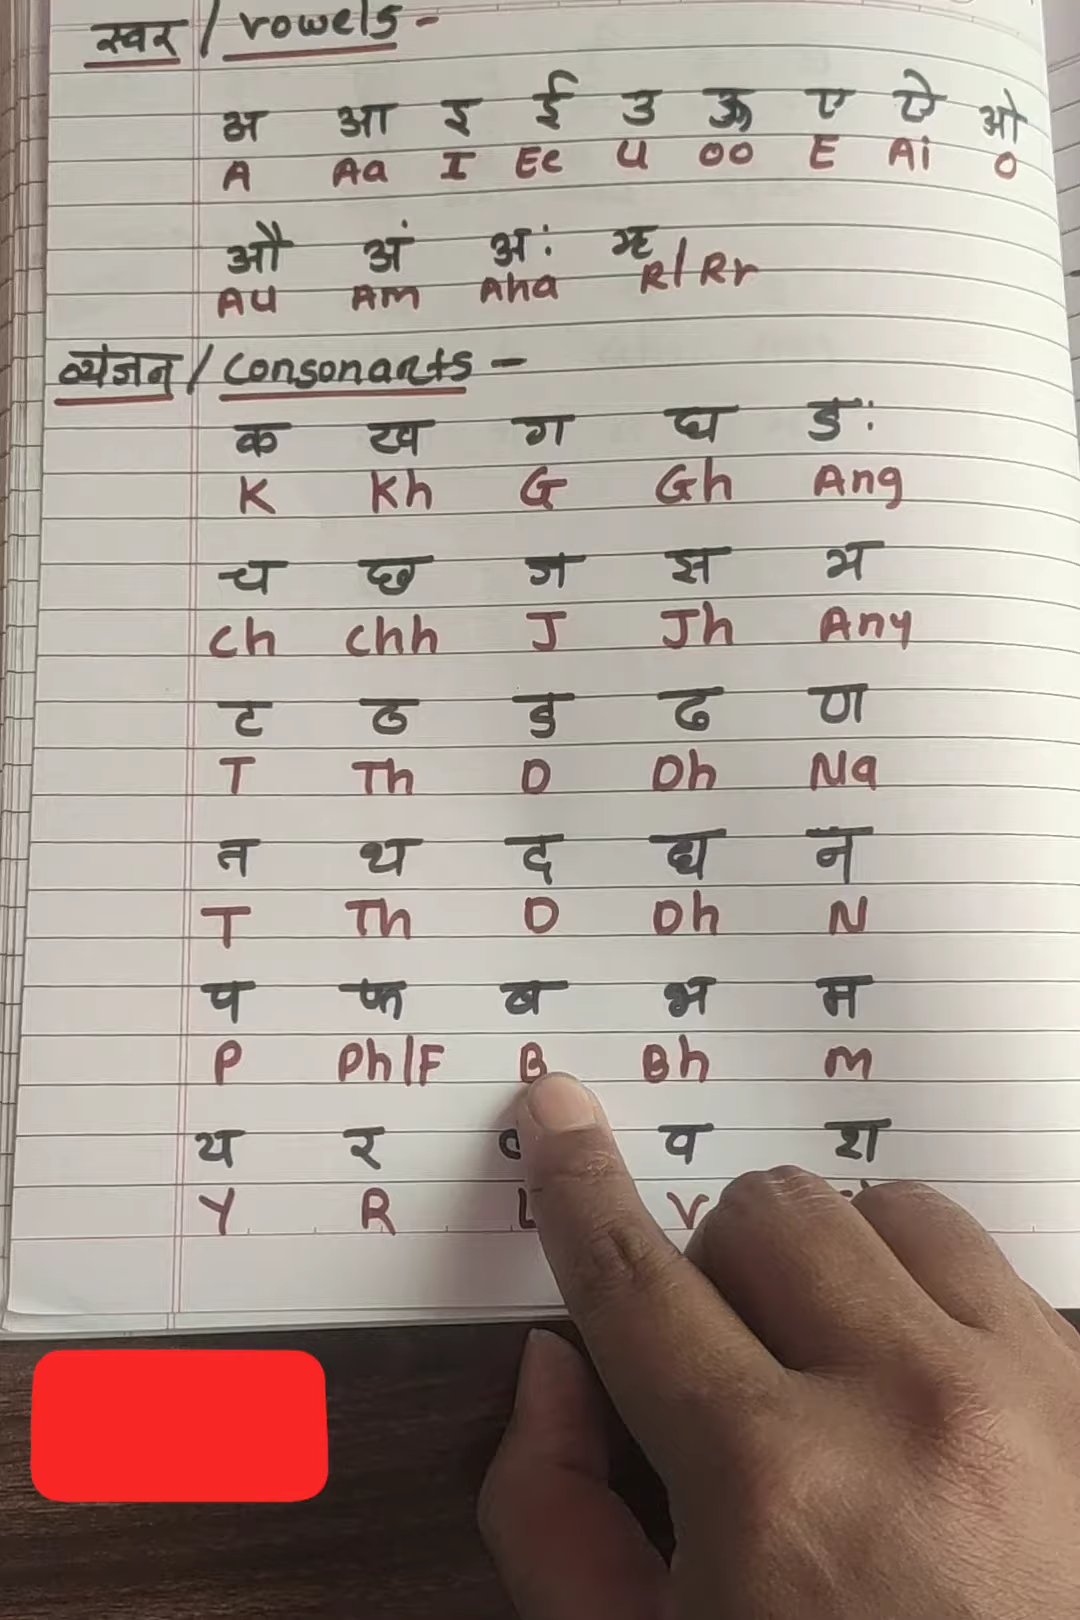 स्वर / vowels -
अ आ इ ई उ ऊ ए ऐ ओ
A Aa I Ee U oo E Ai O
औ अं अः ऋ
Au Am Aha R/Rr
व्यंजन / Consonants -
क ख ग घ ङ:
K Kh G Gh Ang
च छ ज झ ञ
Ch Chh J Jh Any
ट ठ ड ढ ण
T Th D Dh Na
त थ द ध न
T Th D Dh N
प फ ब भ म
P Ph/F B Bh M
य र व श
Y R L V